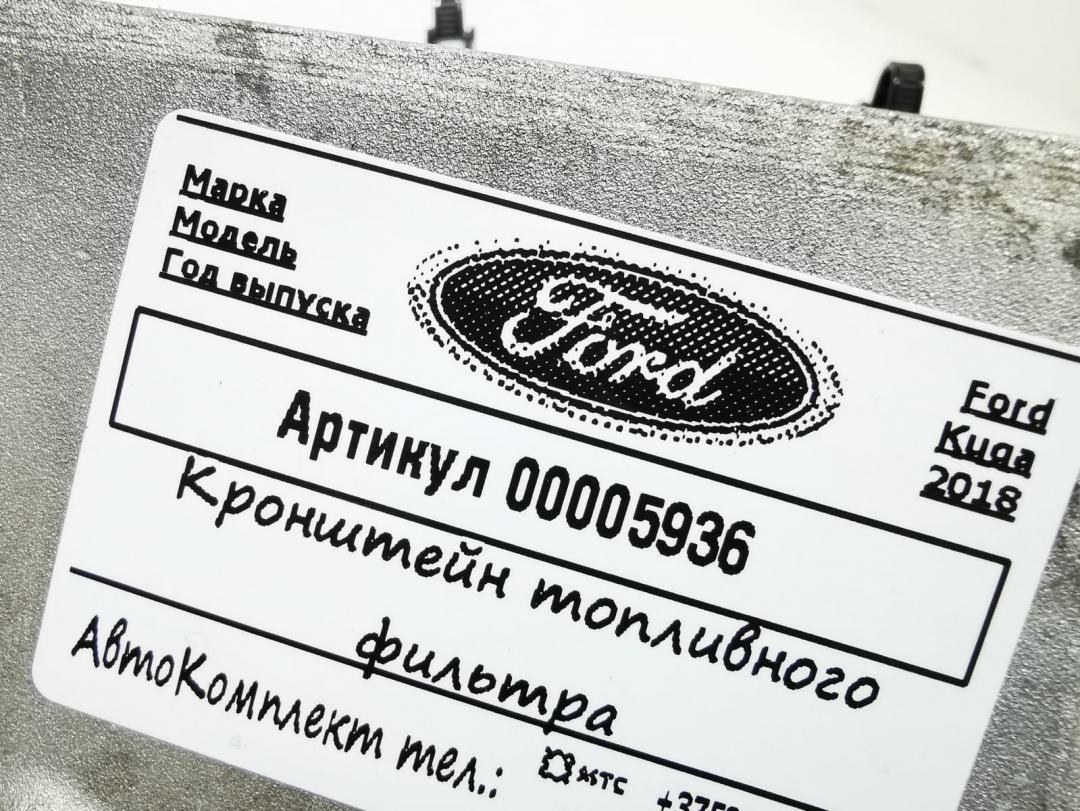 Марка
Модель
Год выпуска
Ford
Ford
Kuga
2018
Артикул 00005936
Кронштейн топливного
фильтра
АвтоКомплект тел.:
мтс